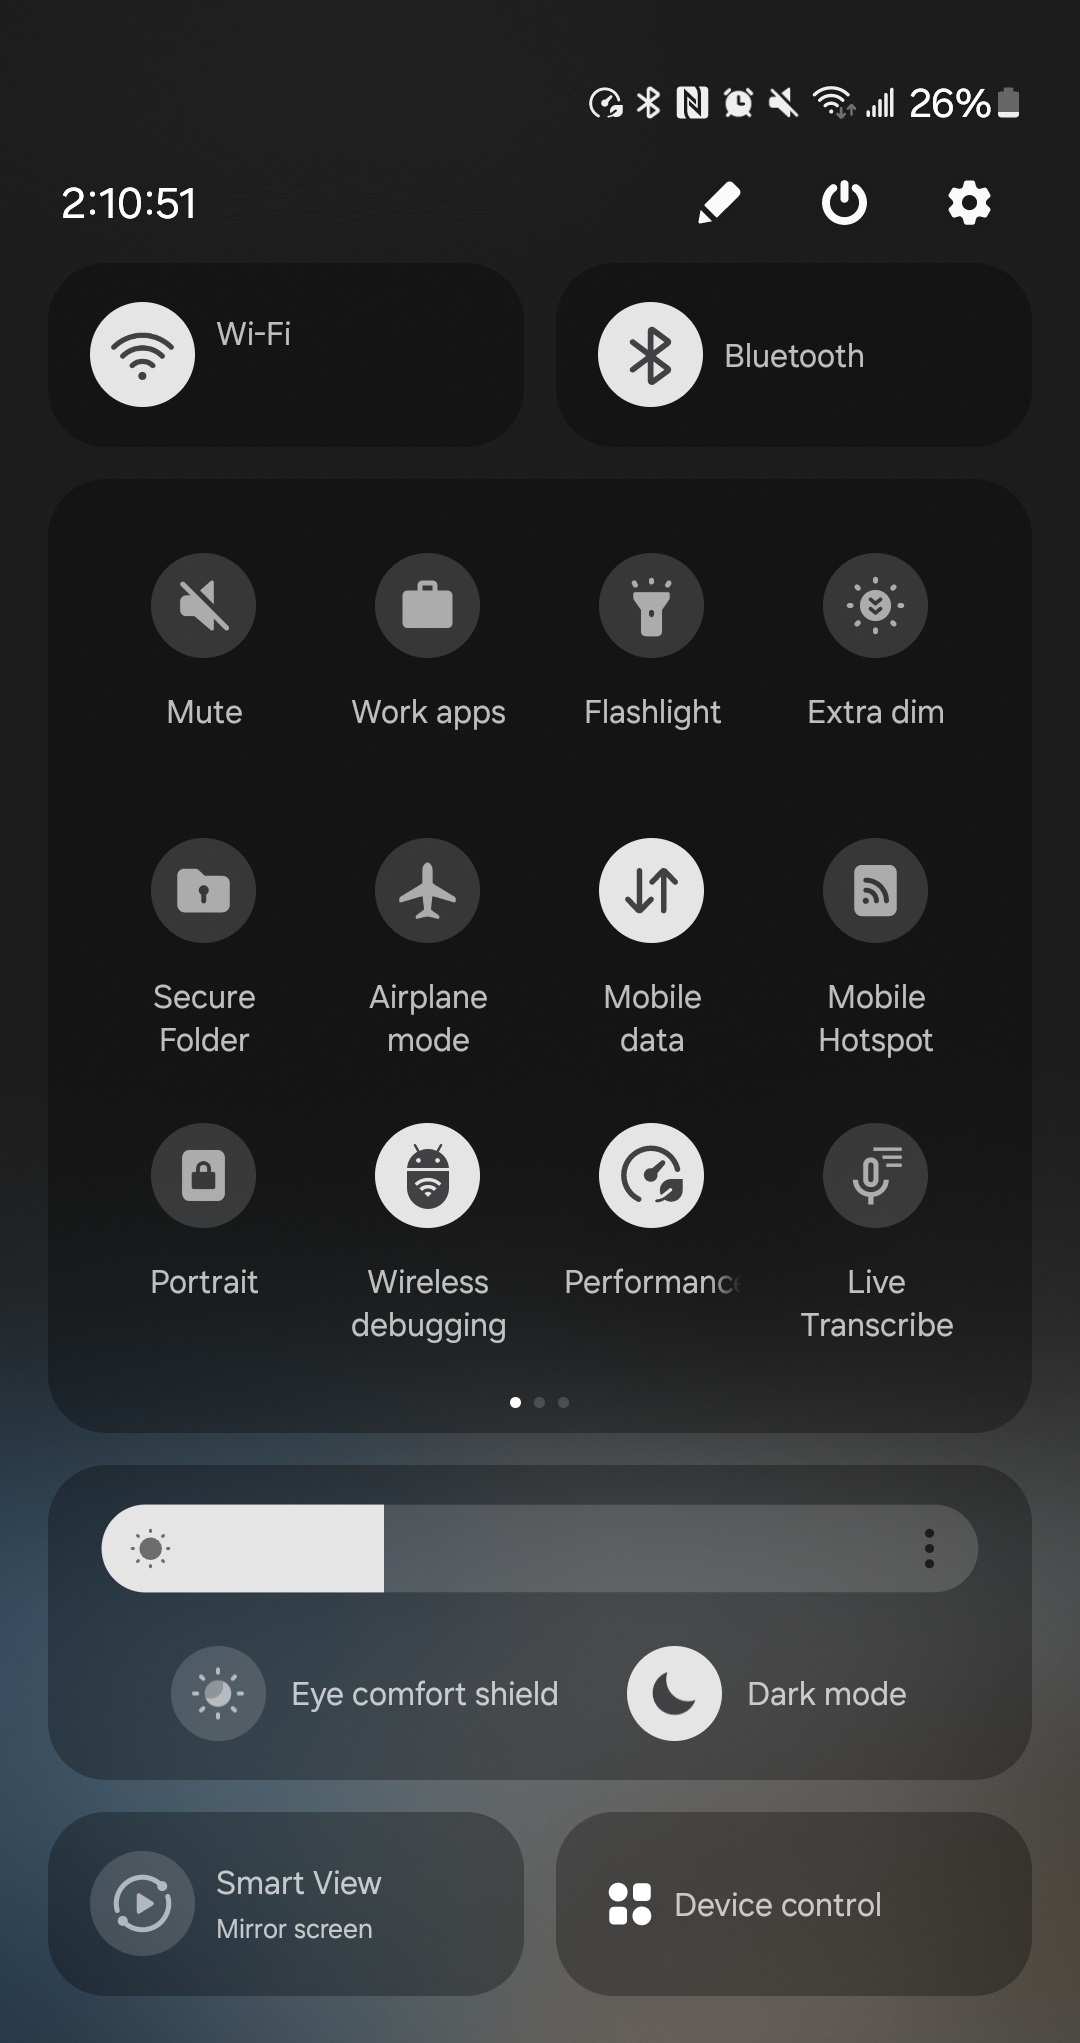 26%
2:10:51
Wi-Fi
Bluetooth
Mute
Work apps
Flashlight
Extra dim
Secure
Folder
Airplane
mode
Mobile
data
Mobile
Hotspot
Portrait
Wireless
debugging
Performance
Live
Transcribe
Eye comfort shield
Dark mode
Smart View
Mirror screen
Device control